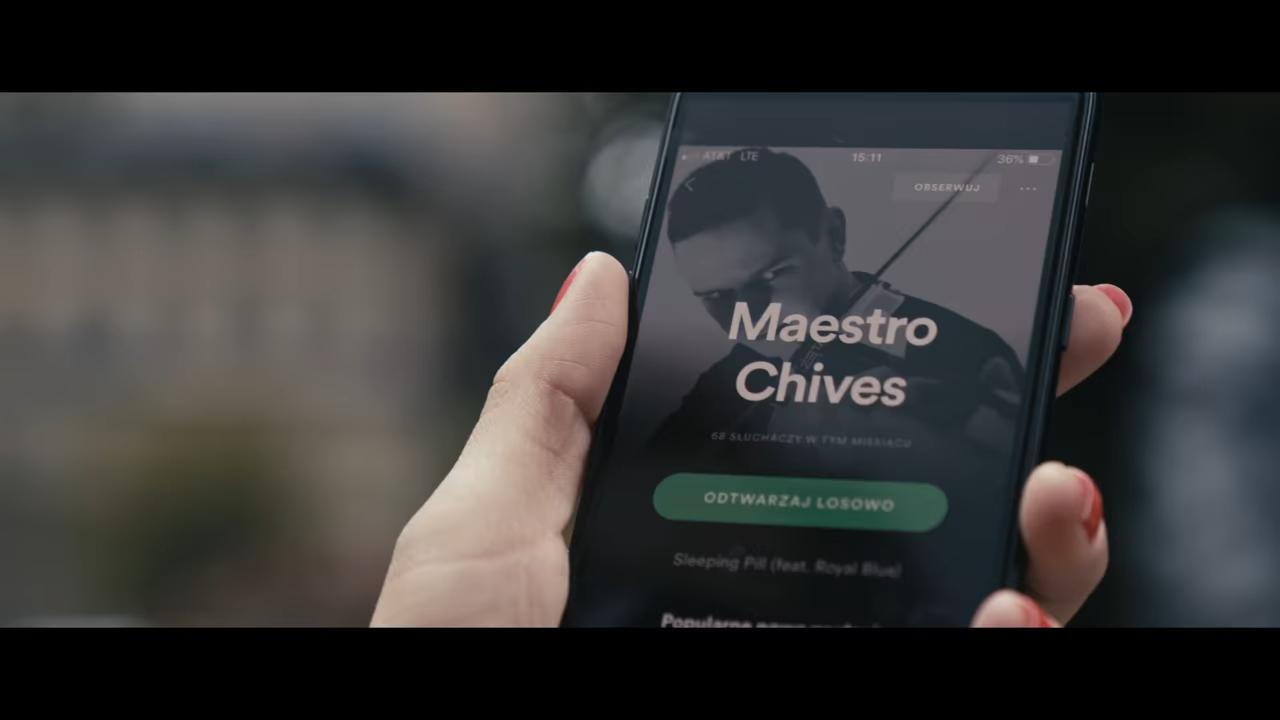 AT&T LTE 15:11 36%
OBSERWUJ
Maestro
Chives
68 SŁUCHACZY W TYM MIESIĄCU
ODTWARZAJ LOSOWO
Sleeping Pill (feat. Royal Blue)
Popularne